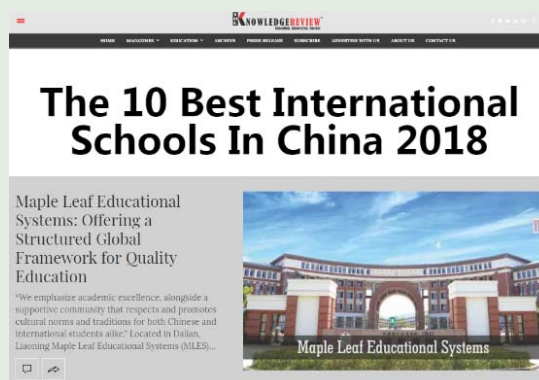 KNOWLEDGEREVIEW
HOME MAGAZINES EDUCATION ARCHIVE PRESS RELEASE SUBSCRIBE ADVERTISE WITH US ABOUT US CONTACT US
The 10 Best International
Schools In China 2018
Maple Leaf Educational
Systems: Offering a
Structured Global
Framework for Quality
Education
"We emphasize academic excellence, alongside a
supportive community that respects and promotes
cultural norms and traditions for both Chinese and
international students alike." Located in Dalian,
Liaoning Maple Leaf Educational Systems (MLES)...
Maple Leaf Educational Systems